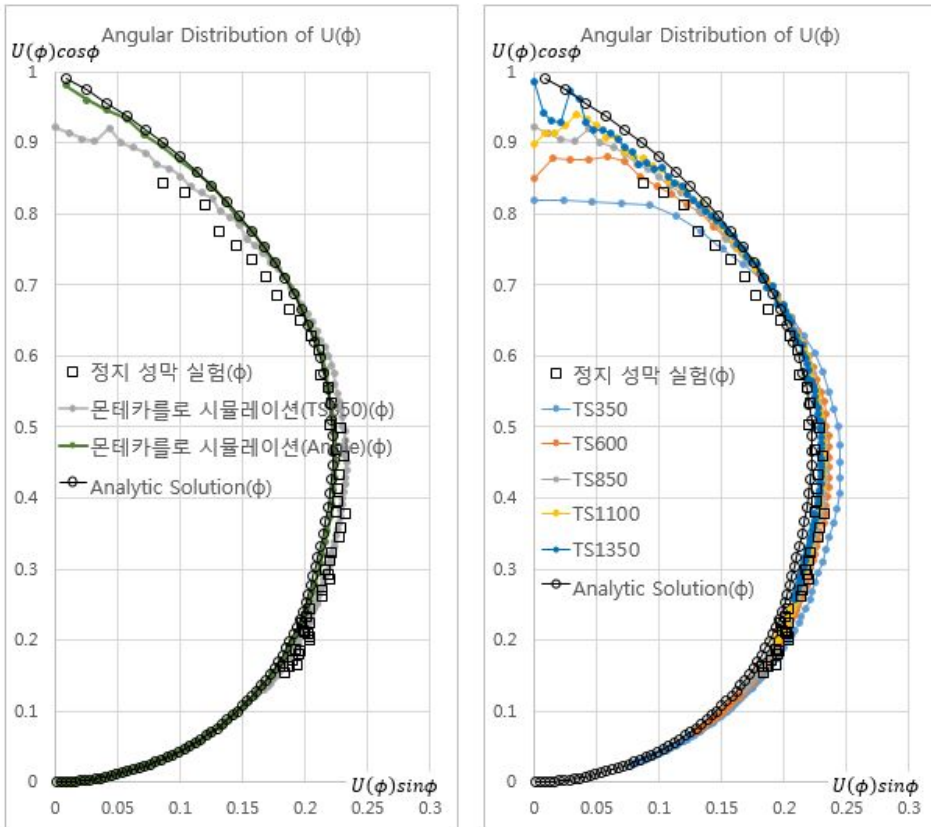 Angular Distribution of U(ϕ)
U(ϕ)cosϕ
1
0.9
0.8
0.7
0.6
0.5
0.4
0.3
0.2
0.1
0
정지 성막 실험(ϕ)
몬테카를로 시뮬레이션(TS350)(ϕ)
몬테카를로 시뮬레이션(Angle)(ϕ)
Analytic Solution(ϕ)
U(ϕ)sinϕ
0
0.05
0.1
0.15
0.2
0.25
0.3
Angular Distribution of U(ϕ)
U(ϕ)cosϕ
1
0.9
0.8
0.7
0.6
0.5
0.4
0.3
0.2
0.1
0
정지 성막 실험(ϕ)
TS350
TS600
TS850
TS1100
TS1350
Analytic Solution(ϕ)
U(ϕ)sinϕ
0
0.05
0.1
0.15
0.2
0.25
0.3